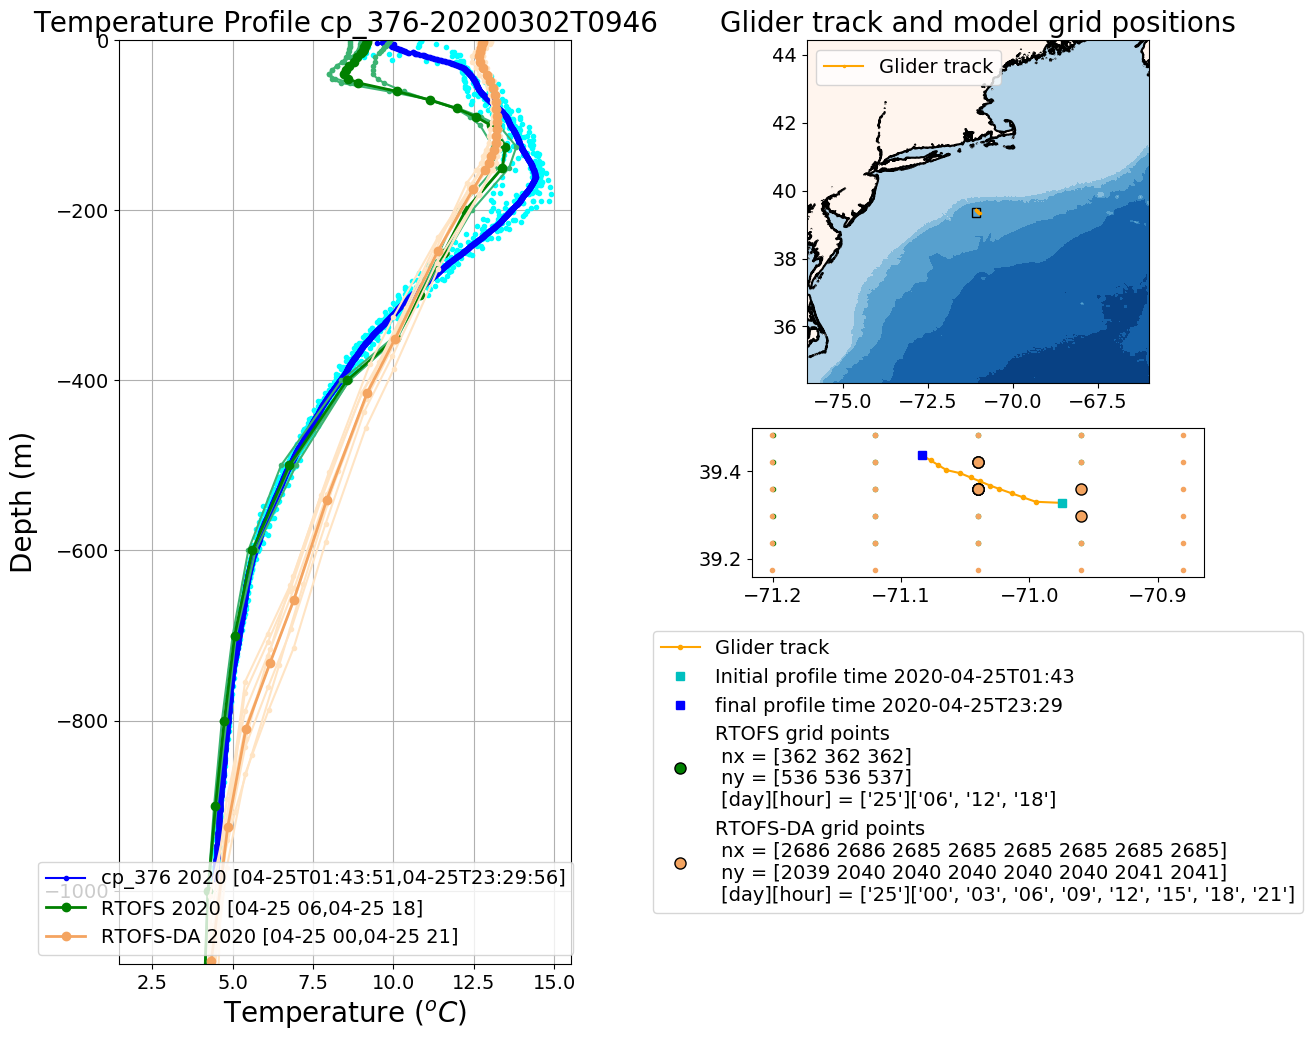 Temperature Profile cp_376-20200302T0946
0
−200
−400
−600
−800
−1000
Depth (m)
2.5 5.0 7.5 10.0 12.5 15.0
Temperature (°C)
cp_376 2020 [04-25T01:43:51,04-25T23:29:56]
RTOFS 2020 [04-25 06,04-25 18]
RTOFS-DA 2020 [04-25 00,04-25 21]
Glider track and model grid positions
Glider track
44
42
40
38
36
−75.0 −72.5 −70.0 −67.5
39.4
39.2
−71.2 −71.1 −71.0 −70.9
Glider track
Initial profile time 2020-04-25T01:43
final profile time 2020-04-25T23:29
RTOFS grid points
nx = [362 362 362]
ny = [536 536 537]
[day][hour] = ['25']['06', '12', '18']
RTOFS-DA grid points
nx = [2686 2686 2685 2685 2685 2685 2685 2685]
ny = [2039 2040 2040 2040 2040 2040 2041 2041]
[day][hour] = ['25']['00', '03', '06', '09', '12', '15', '18', '21']